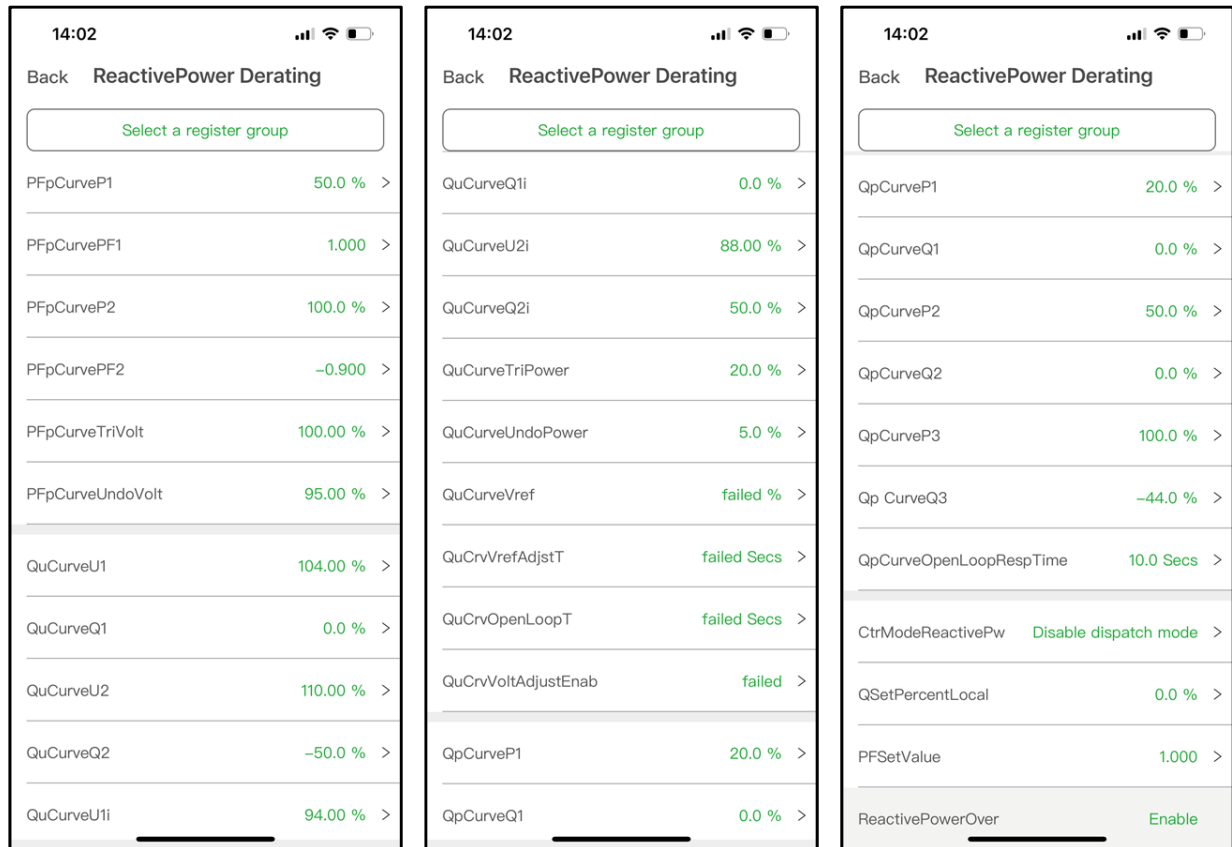 14:02
Back ReactivePower Derating
Select a register group
PFpCurveP1 50.0 % >
PFpCurvePF1 1.000 >
PFpCurveP2 100.0 % >
PFpCurvePF2 −0.900 >
PFpCurveTriVolt 100.00 % >
PFpCurveUndoVolt 95.00 % >
QuCurveU1 104.00 % >
QuCurveQ1 0.0 % >
QuCurveU2 110.00 % >
QuCurveQ2 −50.0 % >
QuCurveU1i 94.00 % >
14:02
Back ReactivePower Derating
Select a register group
QuCurveQ1i 0.0 % >
QuCurveU2i 88.00 % >
QuCurveQ2i 50.0 % >
QuCurveTriPower 20.0 % >
QuCurveUndoPower 5.0 % >
QuCurveVref failed % >
QuCrvVrefAdjstT failed Secs >
QuCrvOpenLoopT failed Secs >
QuCrvVoltAdjustEnab failed >
QpCurveP1 20.0 % >
QpCurveQ1 0.0 % >
14:02
Back ReactivePower Derating
Select a register group
QpCurveP1 20.0 % >
QpCurveQ1 0.0 % >
QpCurveP2 50.0 % >
QpCurveQ2 0.0 % >
QpCurveP3 100.0 % >
Qp CurveQ3 −44.0 % >
QpCurveOpenLoopRespTime 10.0 Secs >
CtrModeReactivePw Disable dispatch mode >
QSetPercentLocal 0.0 % >
PFSetValue 1.000 >
ReactivePowerOver Enable